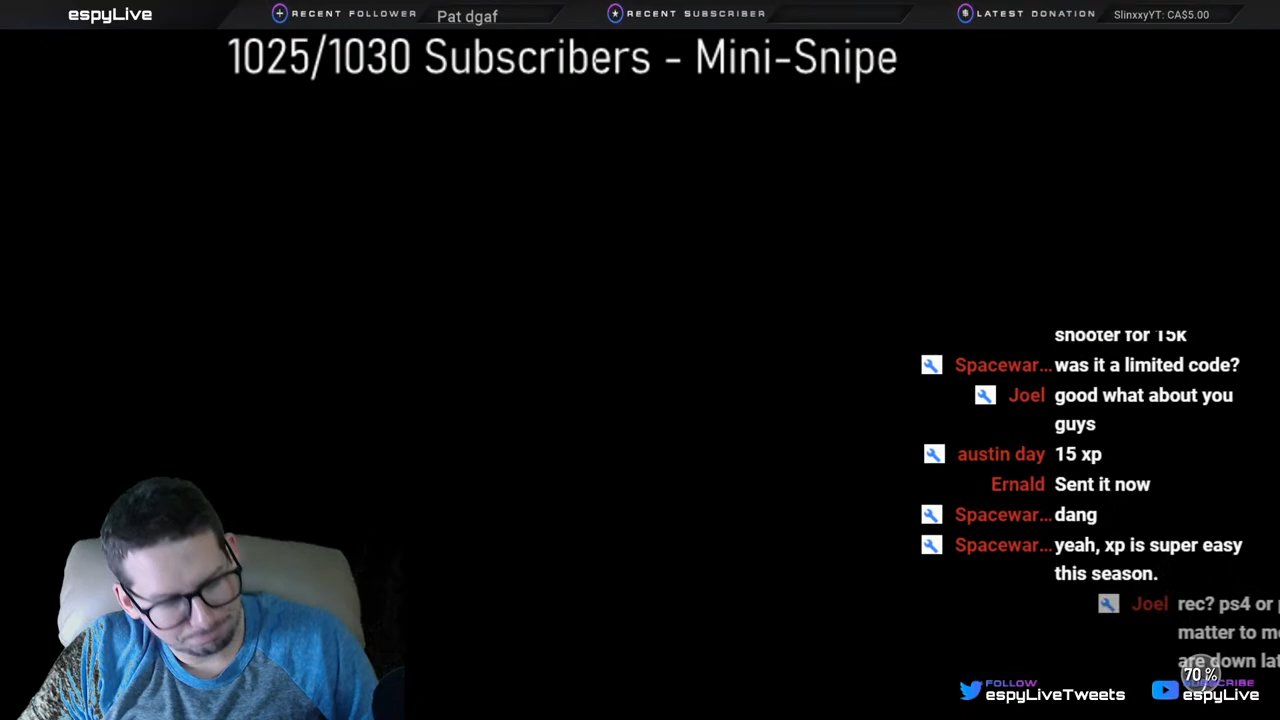 espyLive
RECENT FOLLOWER
Pat dgaf
RECENT SUBSCRIBER
LATEST DONATION
SlinxxyYT: CA$5.00
1025/1030 Subscribers - Mini-Snipe
shooter for 15K
Spacewar... was it a limited code?
Joel good what about you
guys
austin day 15 xp
Ernald Sent it now
Spacewar... dang
Spacewar... yeah, xp is super easy
this season.
Joel rec? ps4 or
matter to
are down
70 %
FOLLOW
espyLiveTweets
SUBSCRIBE
espyLive